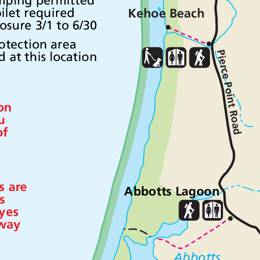 permitted
oilet required
osure 3/1 to 6/30
otection area
d at this location
on
u
of
s are
s
yes
way
Kehoe Beach
Pierce Point Road
Abbotts Lagoon
Abbotts